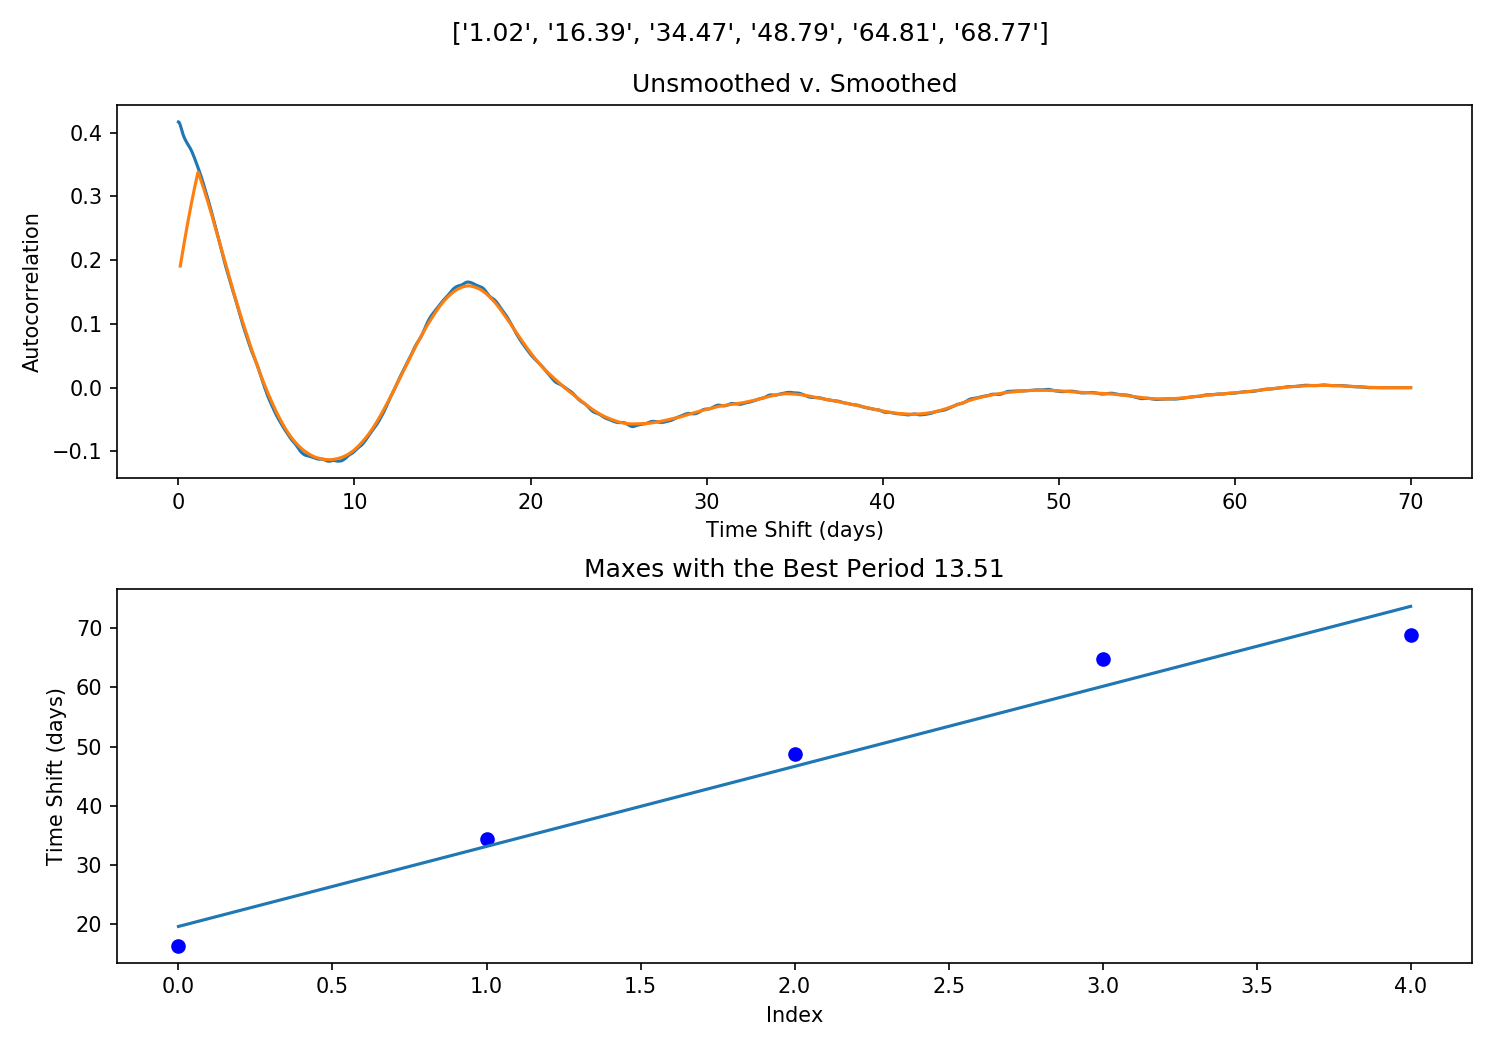 ['1.02', '16.39', '34.47', '48.79', '64.81', '68.77']
Unsmoothed v. Smoothed
Autocorrelation
0.4
0.3
0.2
0.1
0.0
−0.1
0 10 20 30 40 50 60 70
Time Shift (days)
Maxes with the Best Period 13.51
Time Shift (days)
70
60
50
40
30
20
0.0 0.5 1.0 1.5 2.0 2.5 3.0 3.5 4.0
Index